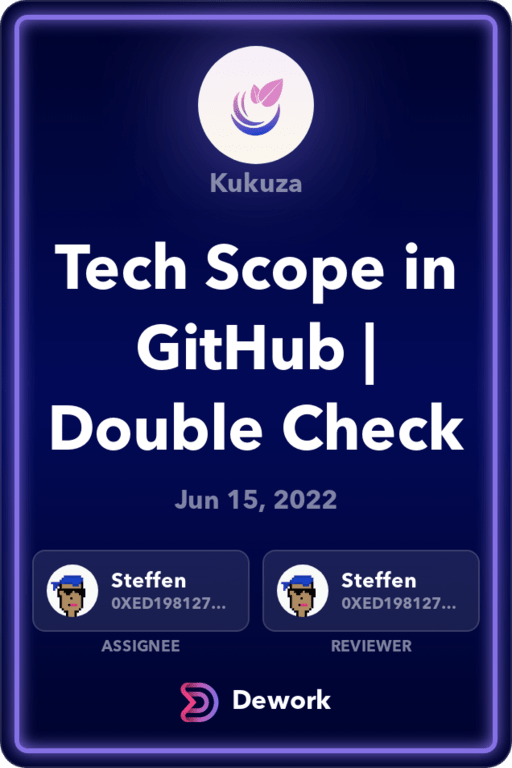 Kukuza
Tech Scope in
GitHub |
Double Check
Jun 15, 2022
Steffen
0XED198127...
ASSIGNEE
Steffen
0XED198127...
REVIEWER
Dework